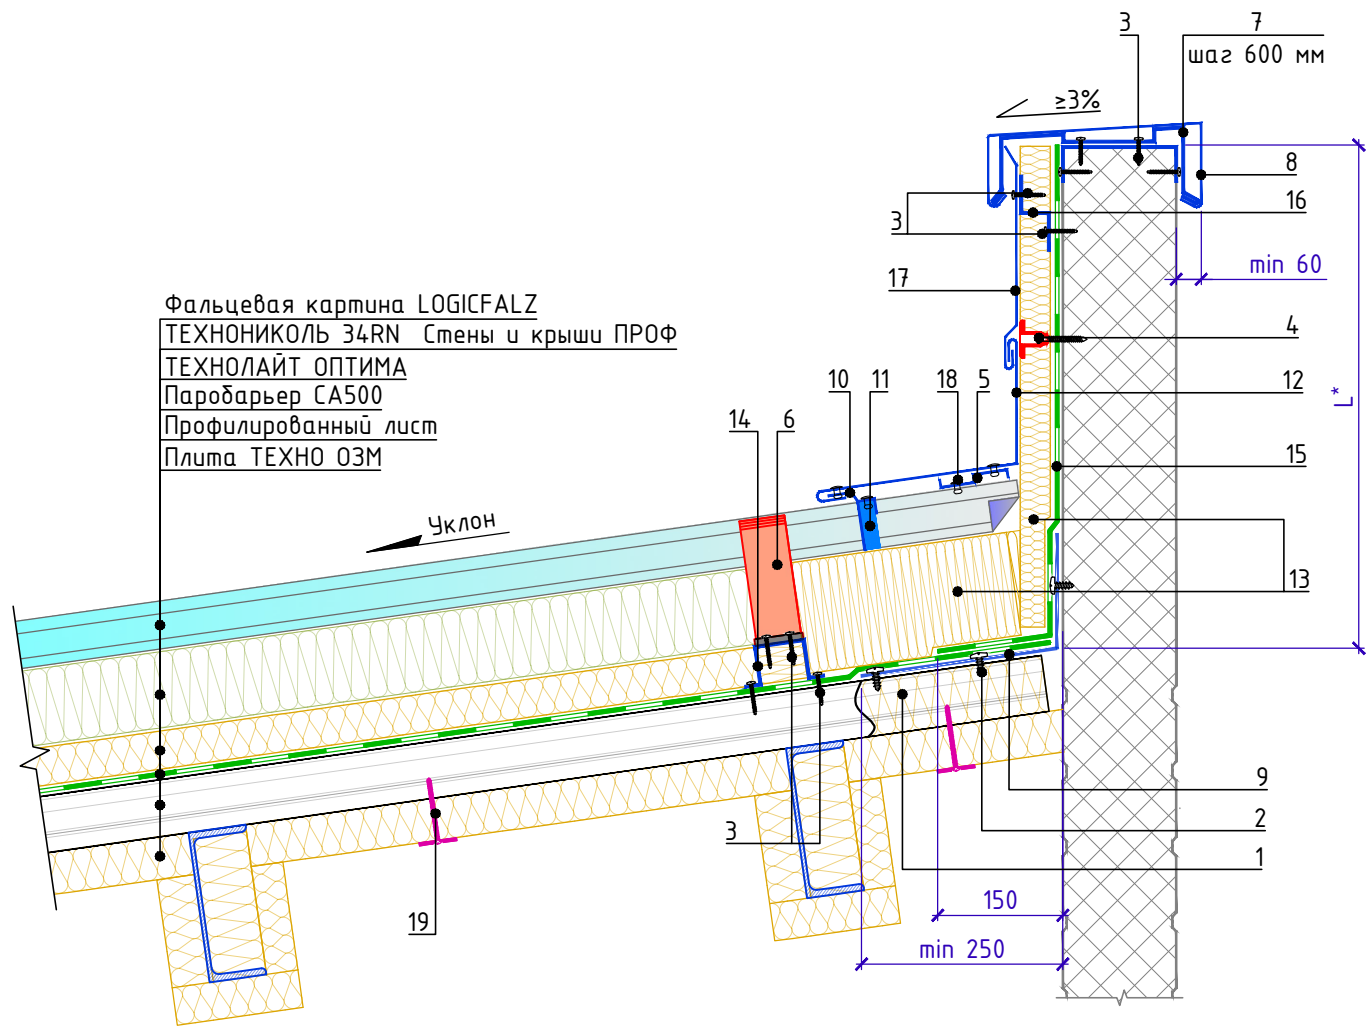 3
7
шаг 600 мм
≥3%
8
16
3
min 60
17
Фальцевая картина LOGICFALZ
ТЕХНОНИКОЛЬ 34RN Стены и крыши ПРОФ
ТЕХНОЛАЙТ ОПТИМА
Паробарьер СА500
Профилированный лист
Плита ТЕХНО ОЗМ
4
10
11
18
5
12
L*
14
6
15
Уклон
13
9
2
3
1
19
150
min 250